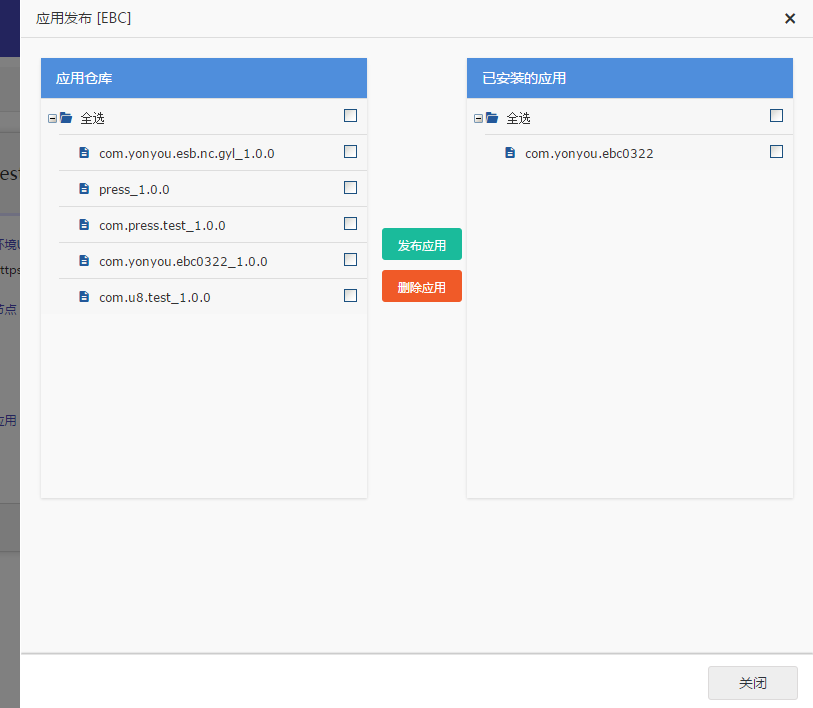 应用发布 [EBC]
应用仓库
全选
com.yonyou.esb.nc.gyl_1.0.0
press_1.0.0
com.press.test_1.0.0
com.yonyou.ebc0322_1.0.0
com.u8.test_1.0.0
发布应用
删除应用
已安装的应用
全选
com.yonyou.ebc0322
关闭